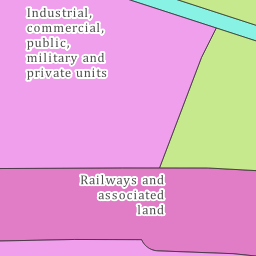 Industrial,
commercial,
public,
military and
private units
Railways and
associated
land